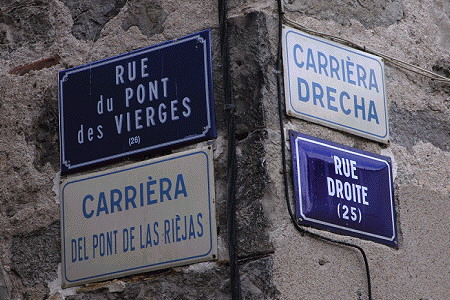 RUE
du PONT
des VIERGES
(26)
CARRIÈRA
DEL PONT DE LAS RIÈJAS
CARRIÈRA
DRECHA
RUE
DROITE
(25)